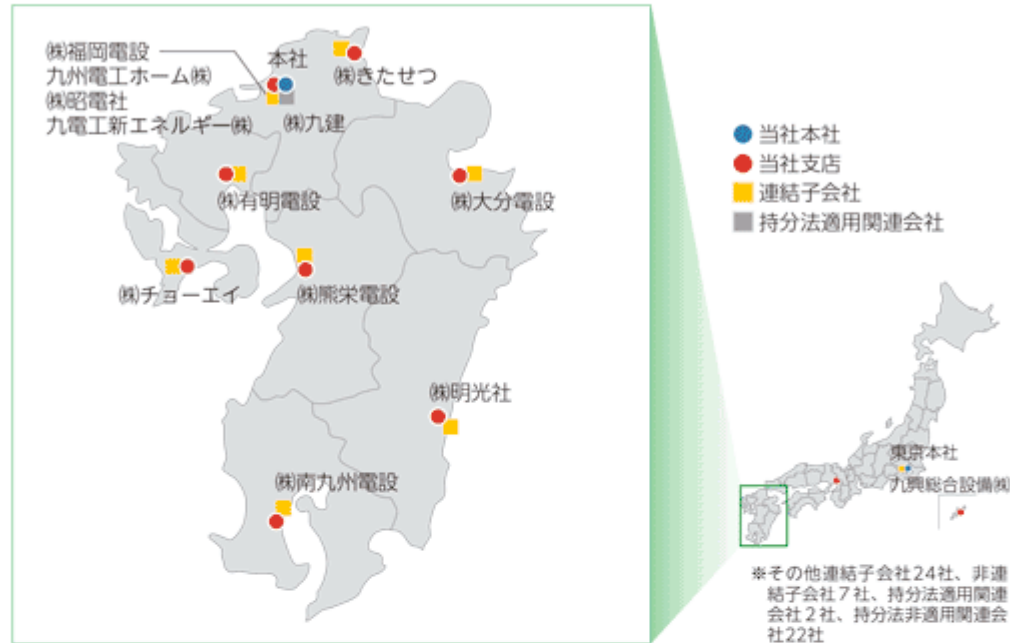 ㈱福岡電設
九州電工ホーム㈱
㈱昭電社
九電工新エネルギー㈱
本社
㈱九建
㈱きたせつ
㈱有明電設
㈱大分電設
㈱チョーエイ
㈱熊栄電設
㈱明光社
㈱南九州電設
当社本社
当社支店
連結子会社
持分法適用関連会社
東京本社
九興総合設備㈱
※その他連結子会社24社、非連
結子会社7社、持分法適用関連
会社2社、持分法非適用関連会
社22社